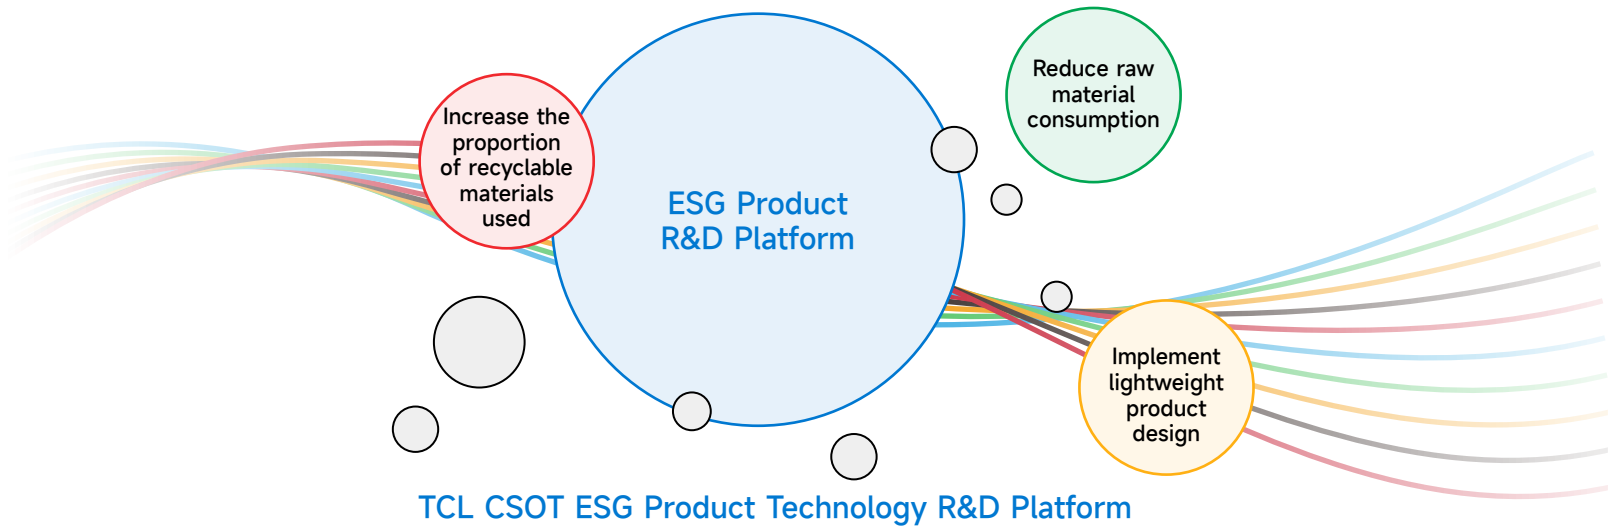 Increase the
proportion
of recyclable
materials
used
ESG Product
R&D Platform
Reduce raw
material
consumption
Implement
lightweight
product
design
TCL CSOT ESG Product Technology R&D Platform